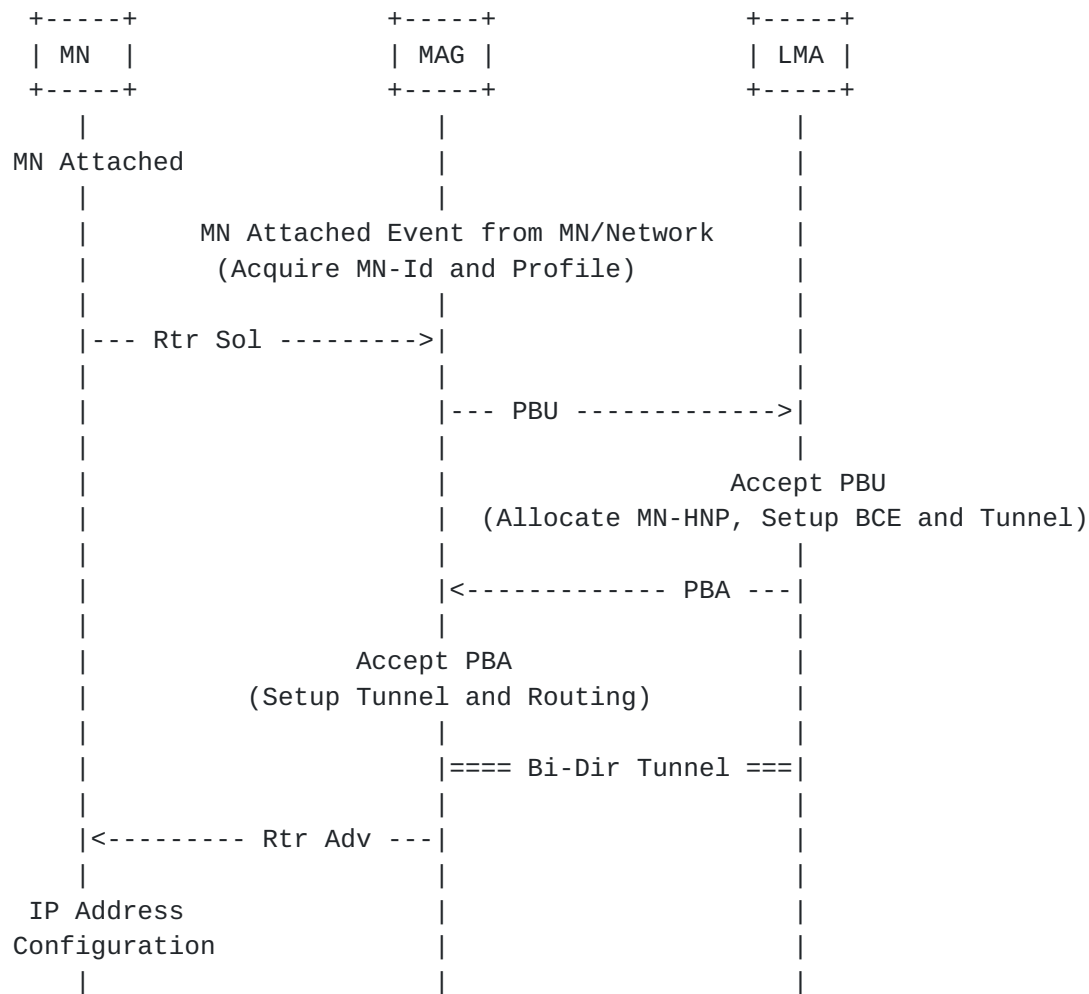 +-----+                +-----+                +-----+
| MN  |                | MAG |                | LMA |
+-----+                +-----+                +-----+
MN Attached
MN Attached Event from MN/Network
(Acquire MN-Id and Profile)
|--- Rtr Sol --------->|
|--- PBU ------------->|
Accept PBU
(Allocate MN-HNP, Setup BCE and Tunnel)
|<------------- PBA ---|
Accept PBA
(Setup Tunnel and Routing)
|==== Bi-Dir Tunnel ===|
|<--------- Rtr Adv ---|
IP Address
Configuration